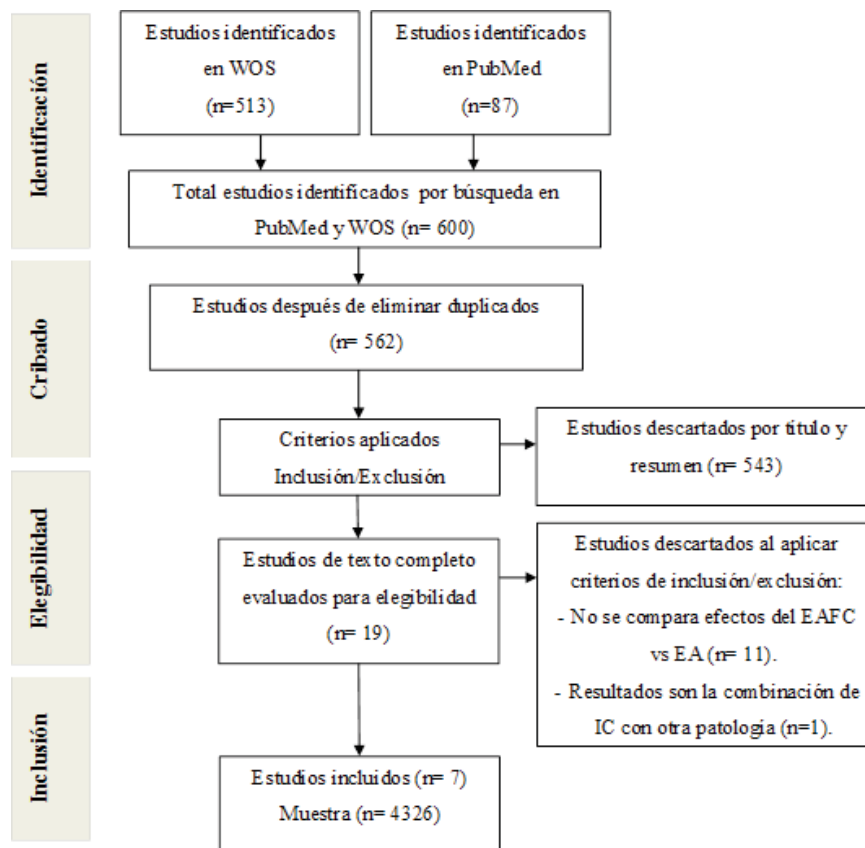 Identificación
Estudios identificados
en WOS
(n=513)
Estudios identificados
en PubMed
(n=87)
Total estudios identificados por búsqueda en
PubMed y WOS (n= 600)
Cribado
Estudios después de eliminar duplicados
(n= 562)
Criterios aplicados
Inclusión/Exclusión
Estudios descartados por título y
resumen (n= 543)
Elegibilidad
Estudios de texto completo
evaluados para elegibilidad
(n= 19)
Estudios descartados al aplicar
criterios de inclusión/exclusión:
- No se compara efectos del EAFC
vs EA (n= 11).
- Resultados son la combinación de
IC con otra patología (n=1).
Inclusión
Estudios incluidos (n= 7)
Muestra (n= 4326)